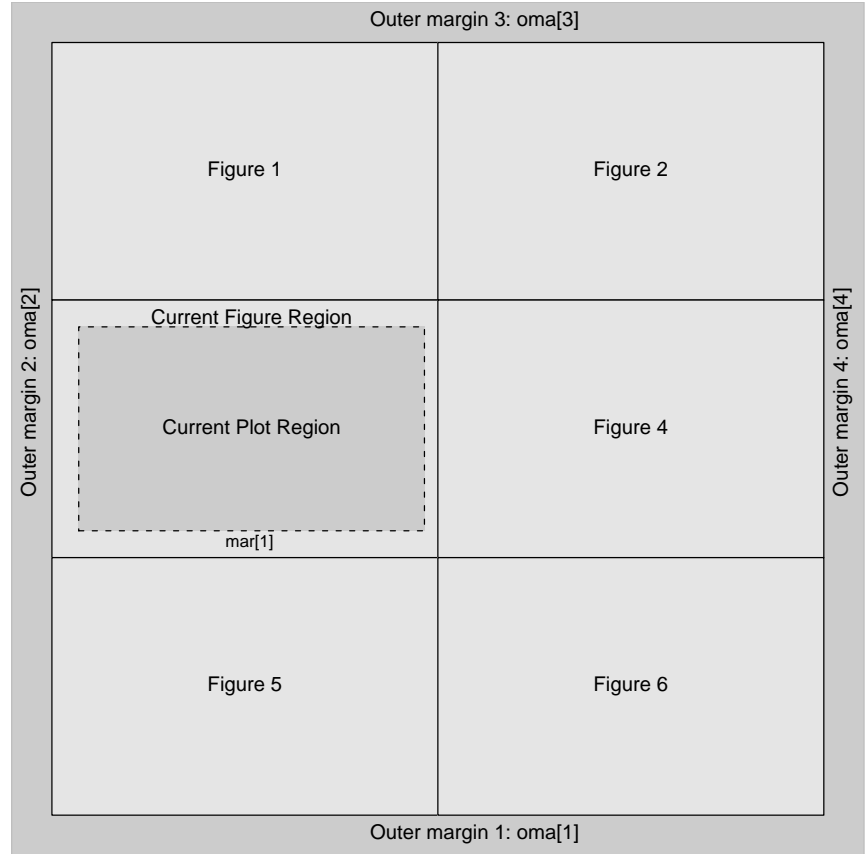 Outer margin 3: oma[3]
Figure 1
Figure 2
Outer margin 2: oma[2]
Current Figure Region
Current Plot Region
mar[1]
Figure 4
Outer margin 4: oma[4]
Figure 5
Figure 6
Outer margin 1: oma[1]